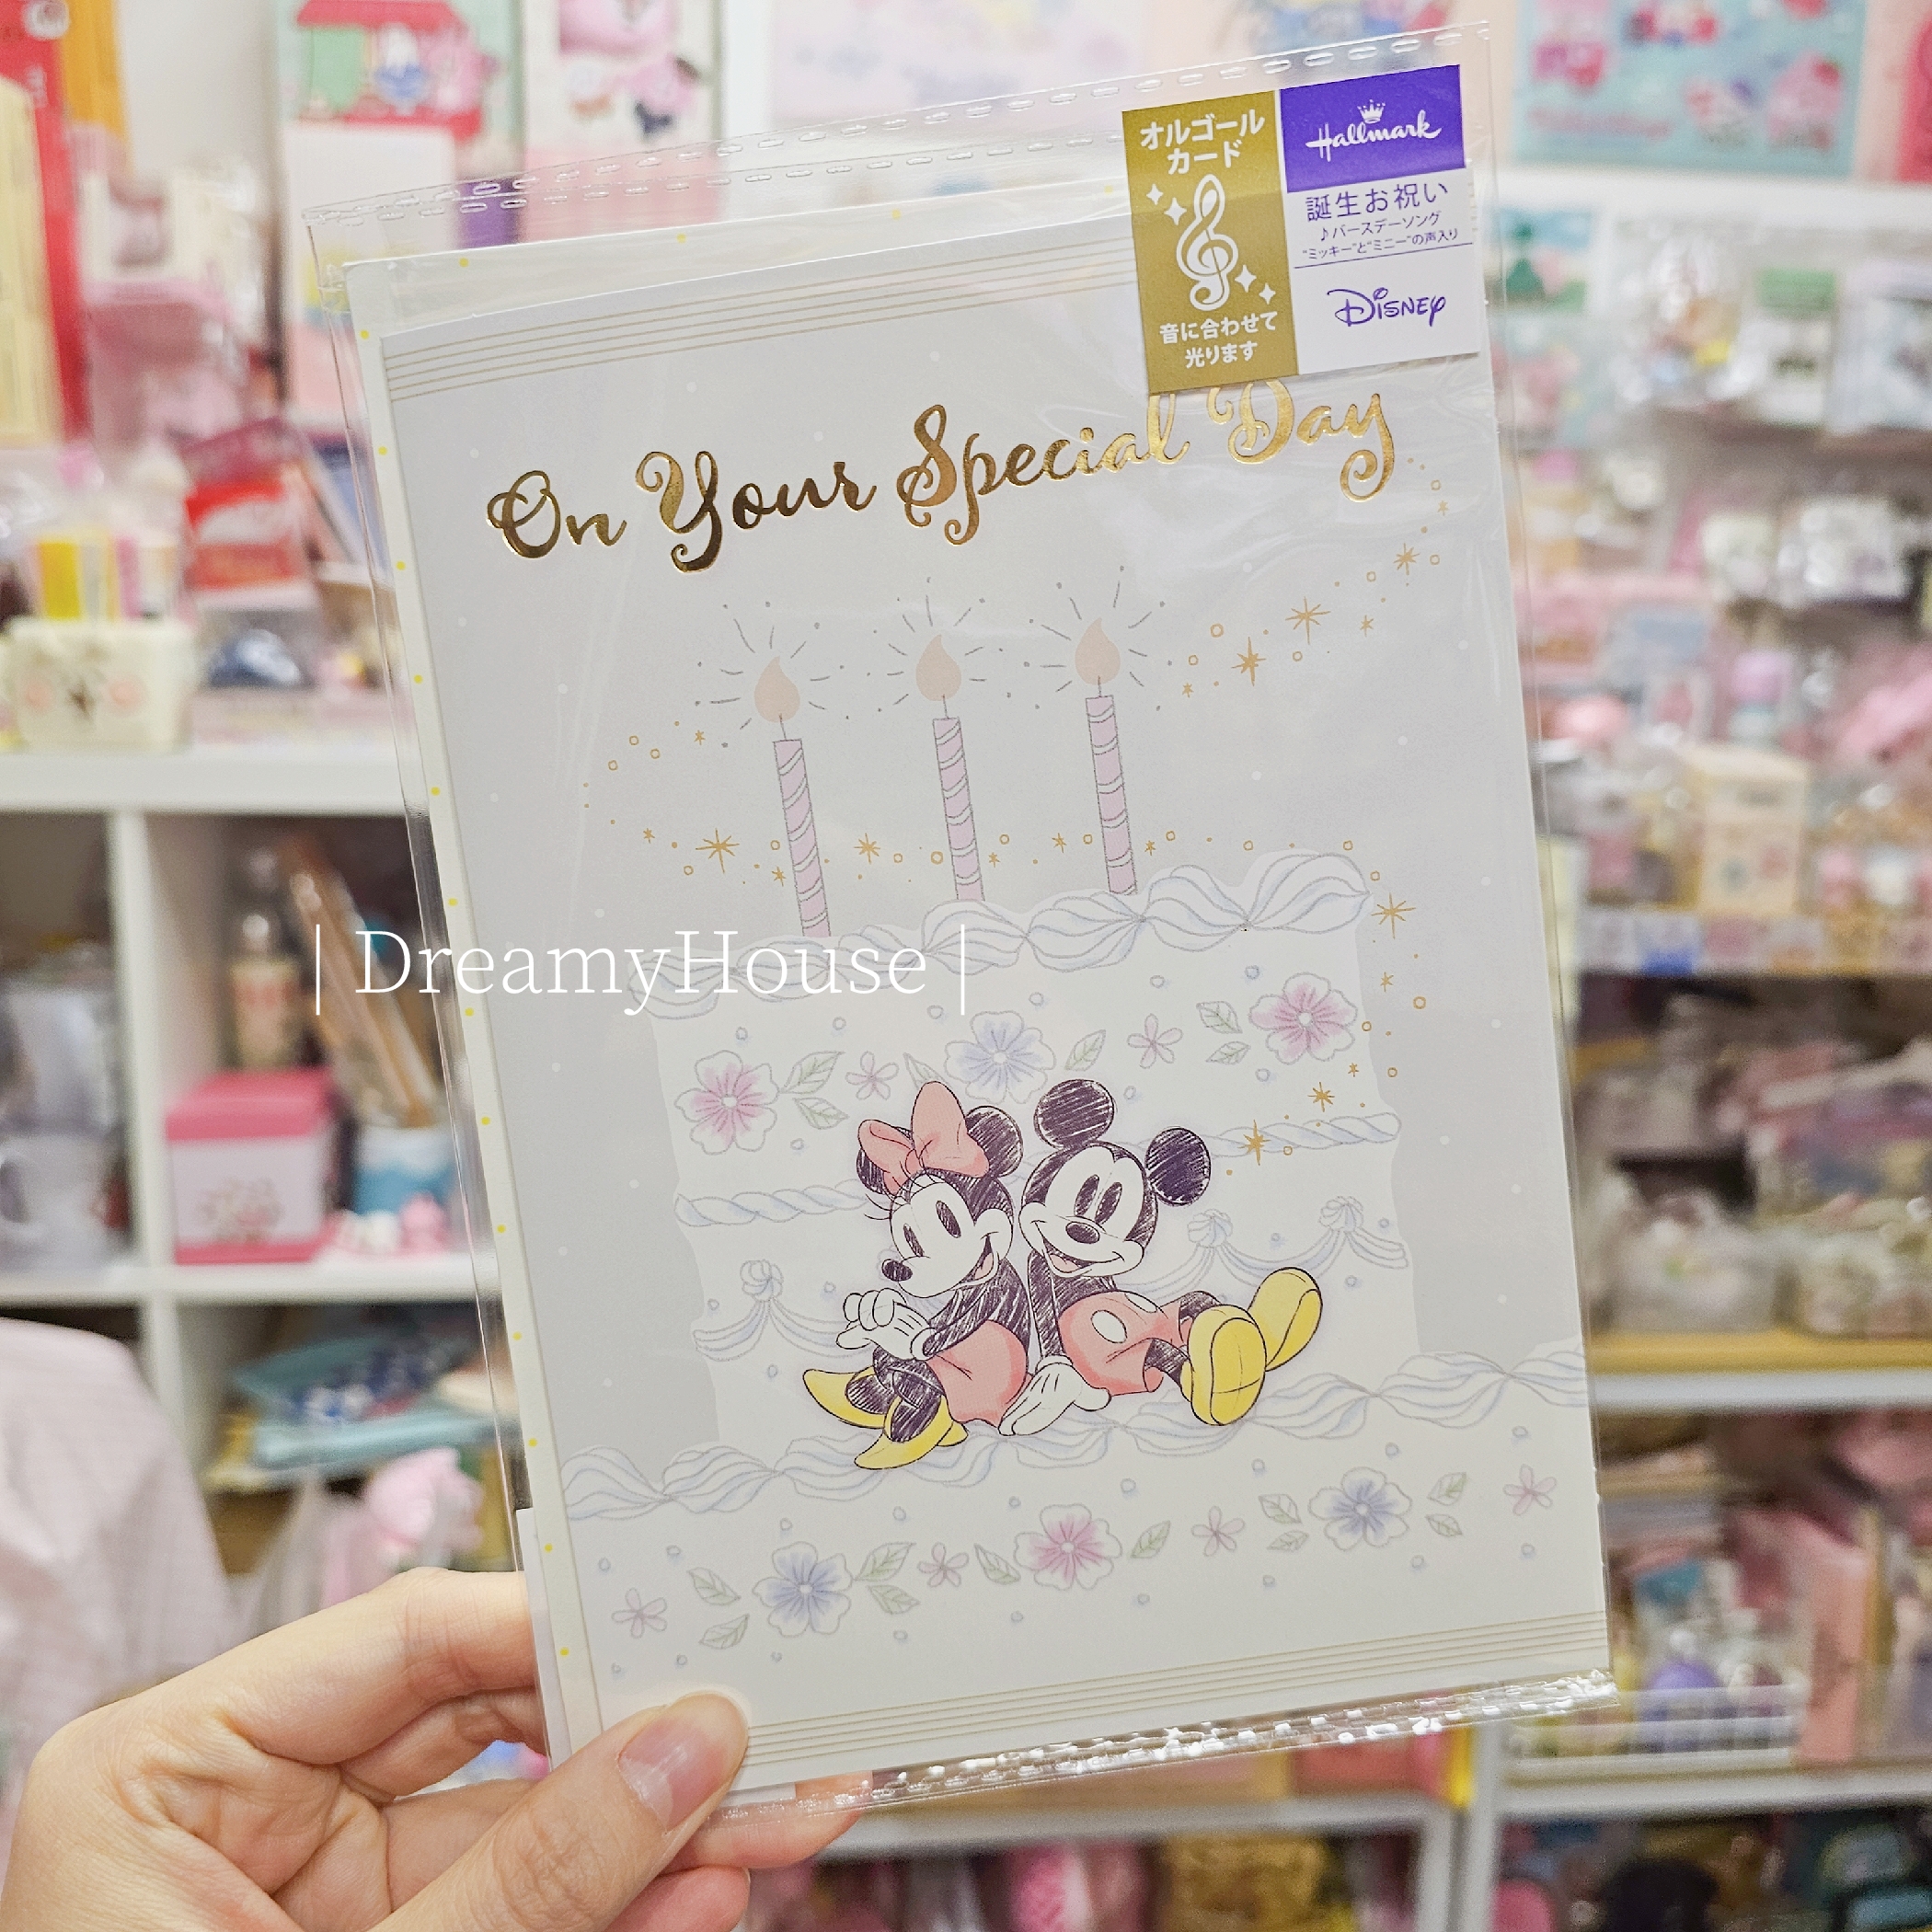 オルゴール
カード
音に合わせて
光ります
Hallmark
誕生お祝い
♪バースデーソング
"ミッキー"と"ミニー"の声入り
Disney
On Your Special Day
| DreamyHouse |